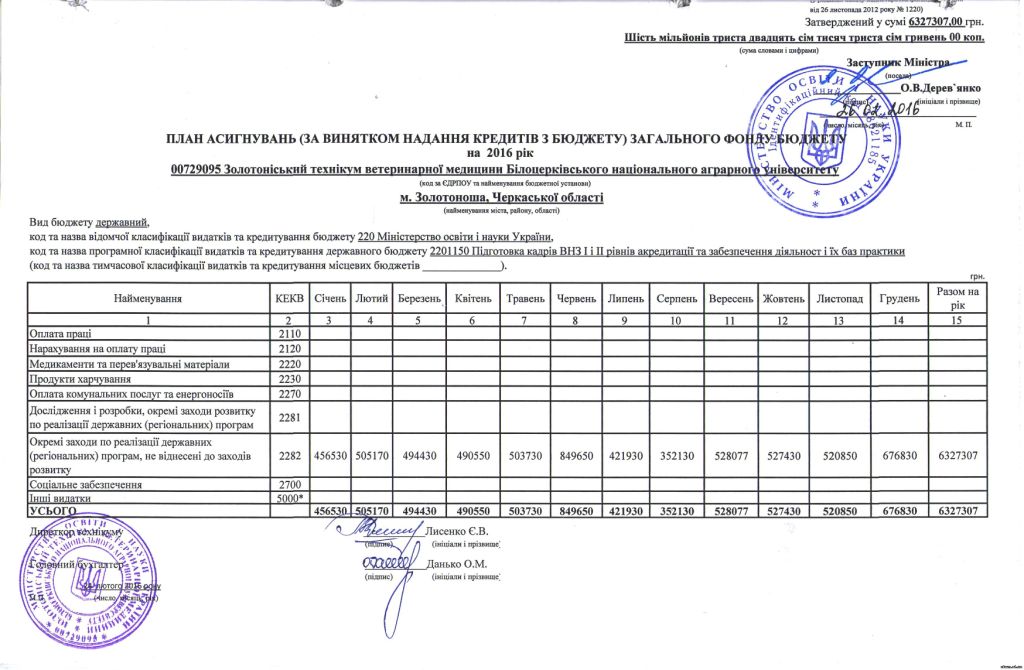 від 26 листопада 2012 року № 1220)
Затверджений у сумі 6327307,00 грн.
Шість мільйонів триста двадцять сім тисяч триста сім гривень 00 коп.
(сума словами і цифрами)
Заступник Міністра
(посада)
О.В.Дерев`янко
(ініціали і прізвище)
26.02.2016
М. П.
ПЛАН АСИГНУВАНЬ (ЗА ВИНЯТКОМ НАДАННЯ КРЕДИТІВ З БЮДЖЕТУ) ЗАГАЛЬНОГО ФОНДУ БЮДЖЕТУ
на 2016 рік
00729095 Золотоніський технікум ветеринарної медицини Білоцерківського національного аграрного університету
(код за ЄДРПОУ та найменування бюджетної установи)
м. Золотоноша, Черкаської області
(найменування міста, району, області)
Вид бюджету державний,
код та назва відомчої класифікації видатків та кредитування бюджету 220 Міністерство освіти і науки України,
код та назва програмної класифікації видатків та кредитування державного бюджету 2201150 Підготовка кадрів ВНЗ І і ІІ рівнів акредитації та забезпечення діяльност і їх баз практики
(код та назва тимчасової класифікації видатків та кредитування місцевих бюджетів ______________).
грн.
Найменування КЕКВ Січень Лютий Березень Квітень Травень Червень Липень Серпень Вересень Жовтень Листопад Грудень Разом на рік
1 2 3 4 5 6 7 8 9 10 11 12 13 14 15
Оплата праці 2110
Нарахування на оплату праці 2120
Медикаменти та перев'язувальні матеріали 2220
Продукти харчування 2230
Оплата комунальних послуг та енергоносіїв 2270
Дослідження і розробки, окремі заходи розвитку
по реалізації державних (регіональних) програм 2281
Окремі заходи по реалізації державних
(регіональних) програм, не віднесені до заходів
розвитку 2282 456530 505170 494430 490550 503730 849650 421930 352130 528077 527430 520850 676830 6327307
Соціальне забезпечення 2700
Інші видатки 5000*
УСЬОГО 456530 505170 494430 490550 503730 849650 421930 352130 528077 527430 520850 676830 6327307
Директор технікуму Лисенко Є.В.
(підпис) (ініціали і прізвище)
Головний бухгалтер Данько О.М.
(підпис) (ініціали і прізвище)
лютого 2016 року
М.П. (число, місяць, рік)
МІНІСТЕРСТВО ОСВІТИ І НАУКИ УКРАЇНИ
Ідентифікаційний код
00729095